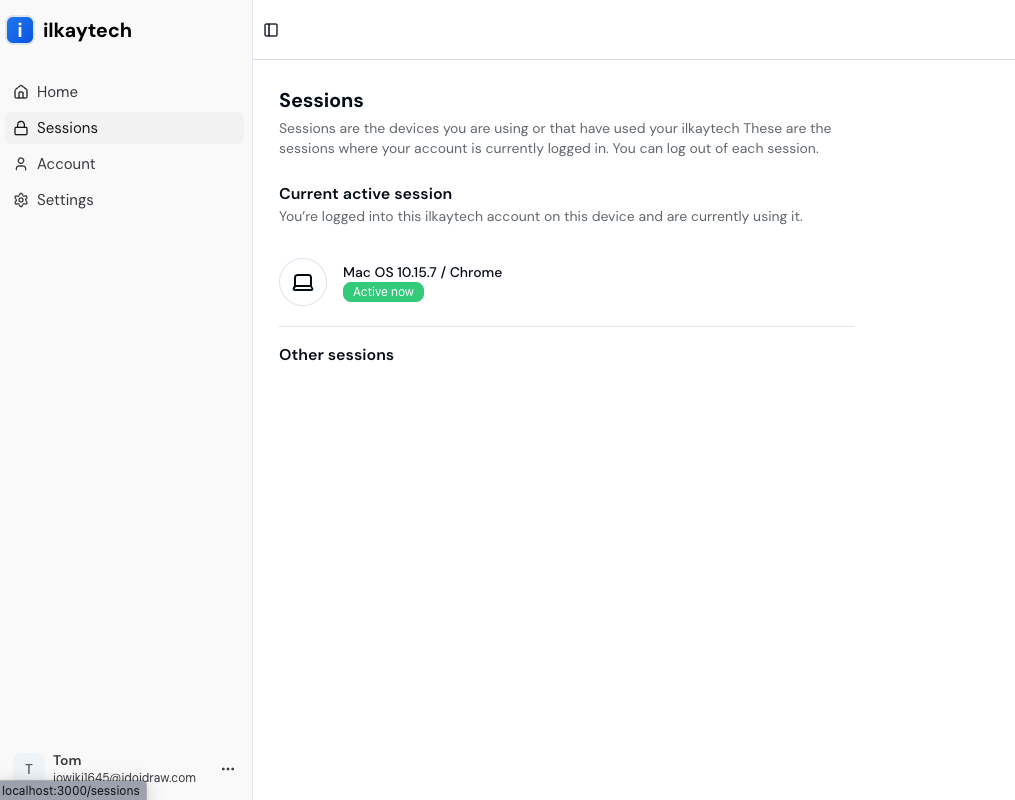 i ilkaytech
Home
Sessions
Account
Settings
Sessions
Sessions are the devices you are using or that have used your ilkaytech These are the
sessions where your account is currently logged in. You can log out of each session.
Current active session
You’re logged into this ilkaytech account on this device and are currently using it.
Mac OS 10.15.7 / Chrome
Active now
Other sessions
T
Tom
iowiki1645@idoidraw.com
localhost:3000/sessions